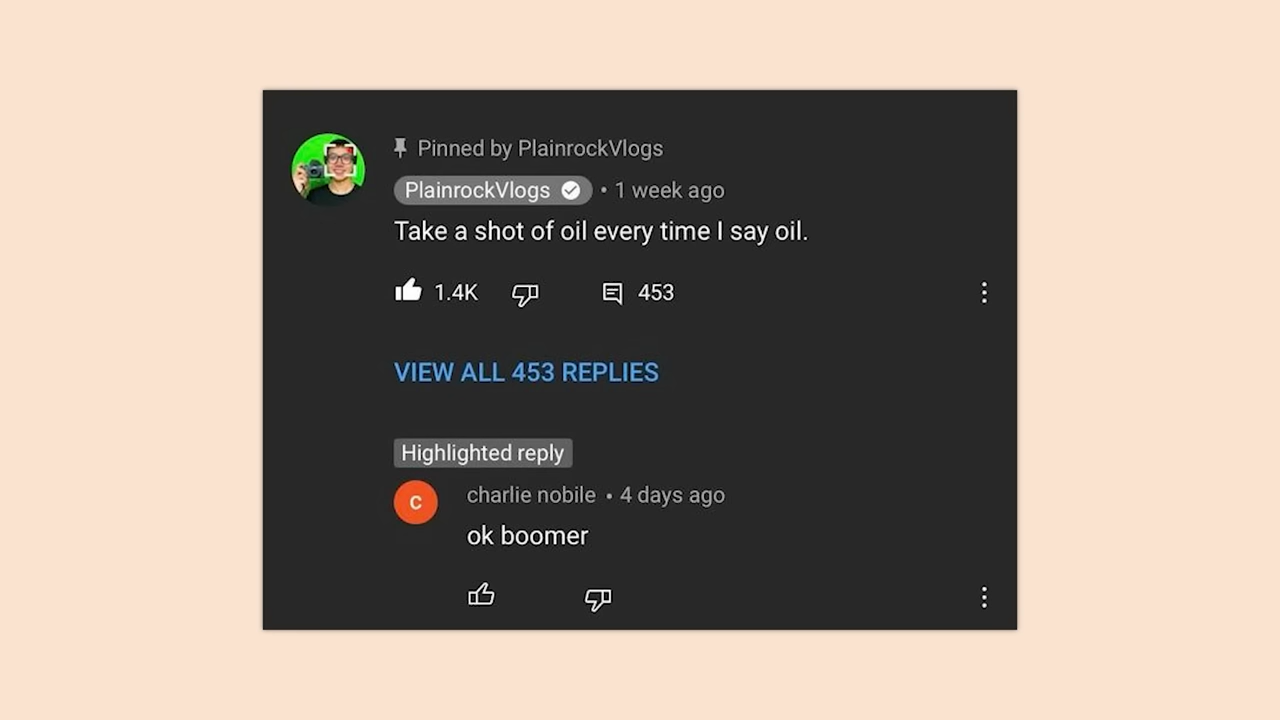 Pinned by PlainrockVlogs
PlainrockVlogs • 1 week ago
Take a shot of oil every time I say oil.
1.4K 453
VIEW ALL 453 REPLIES
Highlighted reply
C charlie nobile • 4 days ago
ok boomer